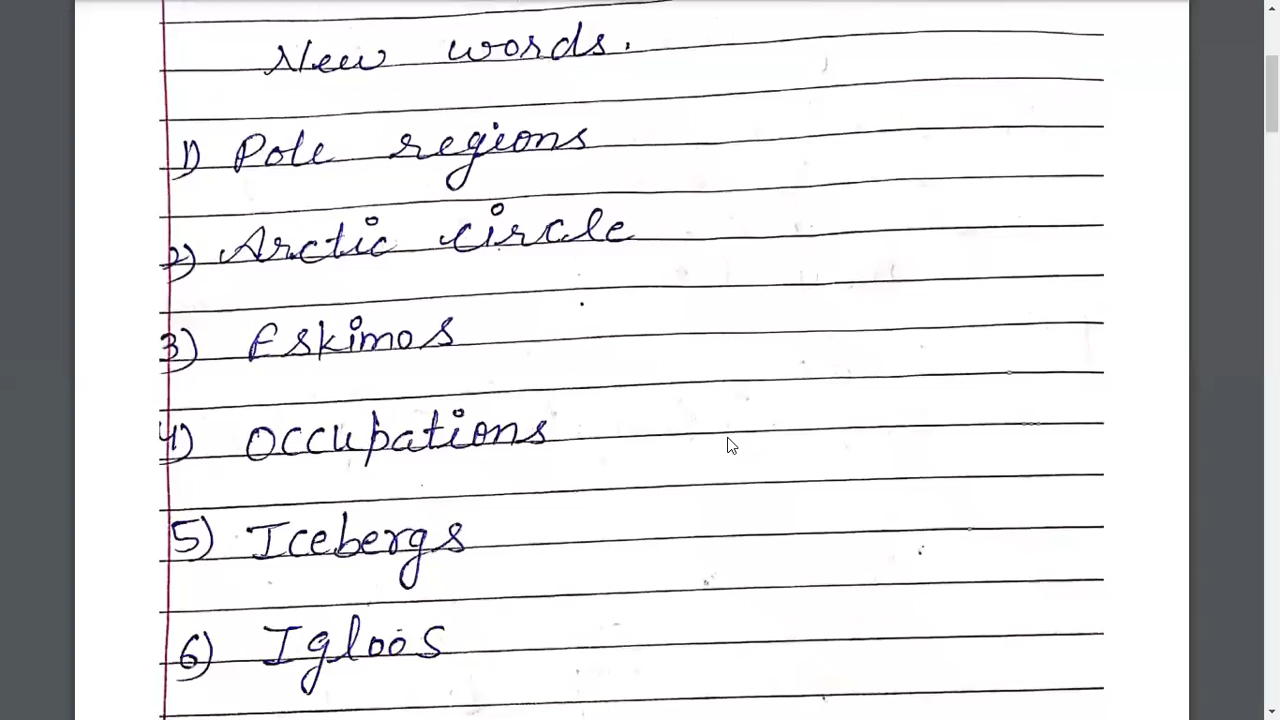 New words.
1) Pole regions
2) Arctic circle
3) Eskimos
4) Occupations
5) Icebergs
6) Igloos